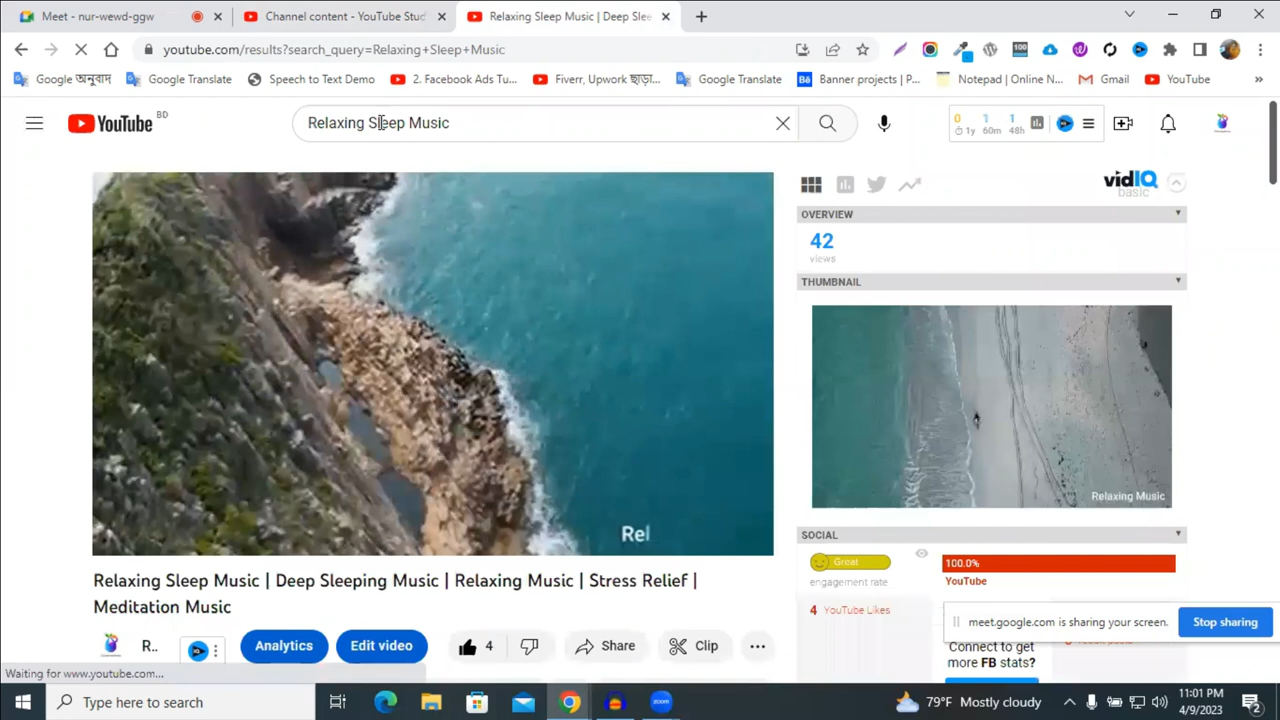 Meet - nur-wewd-ggw
Channel content - YouTube Stud
Relaxing Sleep Music | Deep Slee
youtube.com/results?search_query=Relaxing+Sleep+Music
100
Google অনুবাদ
Google Translate
Speech to Text Demo
2. Facebook Ads Tu...
Fiverr, Upwork ছাড়া...
Google Translate
Bē
Banner projects | P...
Notepad | Online N...
Gmail
YouTube
»
YouTube BD
Relaxing Sleep Music
0 1 1
1y 60m 48h
vidIQ
basic
OVERVIEW
42
views
THUMBNAIL
Relaxing Music
Rel
SOCIAL
Great
engagement rate
100.0%
YouTube
4 YouTube Likes
meet.google.com is sharing your screen.
Stop sharing
Connect to get
more FB stats?
Relaxing Sleep Music | Deep Sleeping Music | Relaxing Music | Stress Relief |
Meditation Music
R..
Analytics
Edit video
4
Share
Clip
Waiting for www.youtube.com...
Type here to search
zoom
79°F Mostly cloudy
11:01 PM
4/9/2023
2